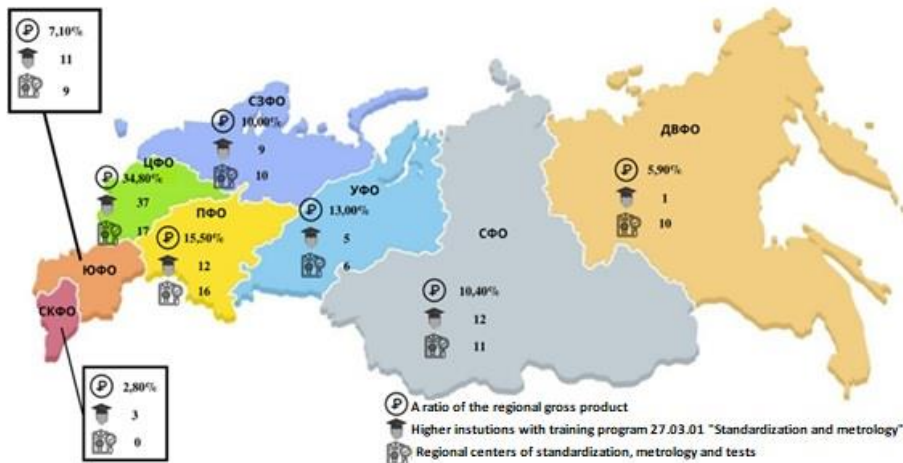 7,10%
11
9
СЗФО
10,00%
9
10
ЦФО
34,80%
37
17
ПФО
15,50%
12
16
УФО
13,00%
5
6
СФО
10,40%
12
11
ДВФО
5,90%
1
10
ЮФО
СКФО
2,80%
3
0
A ratio of the regional gross product
Higher instutions with training program 27.03.01 "Standardization and metrology"
Regional centers of standardization, metrology and tests